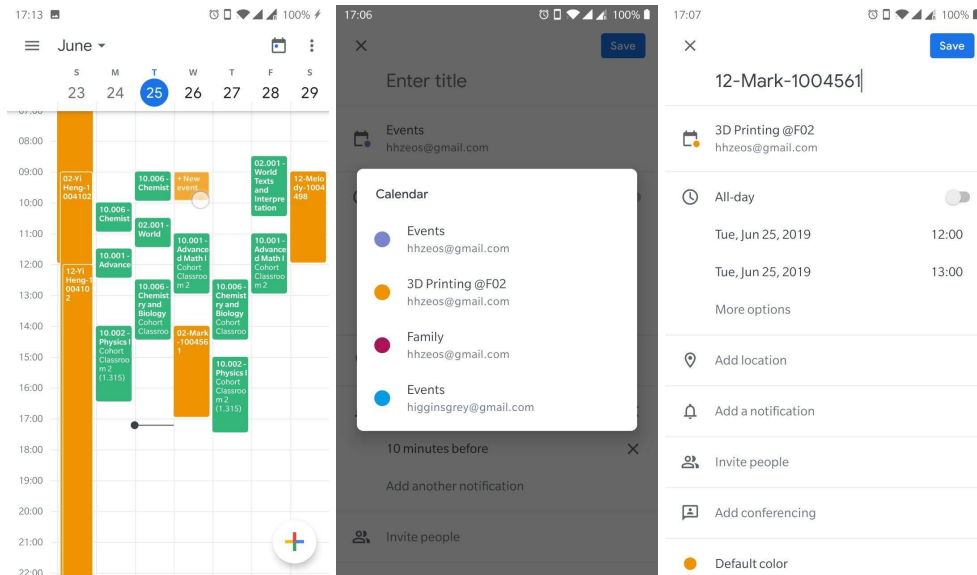 17:13
100%
June
S M T W T F S
23 24 25 26 27 28 29
07:00
08:00
09:00
10:00
11:00
12:00
13:00
14:00
15:00
16:00
17:00
18:00
19:00
20:00
21:00
22:00
02-Yi
Heng-1
004102
12-Yi
Heng-1
00410
2
10.006 -
Chemist
10.001 -
Advance
10.002 -
Physics I
Cohort
Classroo
m 2
(1.315)
10.006 -
Chemist
02.001 -
World
10.006 -
Chemist
ry and
Biology
Cohort
Classroo
+ New
event
10.001 -
Advance
d Math I
Cohort
Classroo
m 2
02-Mark
-100456
1
10.006 -
Chemist
ry and
Biology
Cohort
Classroo
10.002 -
Physics I
Cohort
Classroo
m 2
(1.315)
02.001 -
World
Texts
and
Interpre
tation
10.001 -
Advance
d Math I
Cohort
Classroo
m 2
12-Melo
dy-1004
498
17:06
100%
Save
Enter title
Events
hhzeos@gmail.com
Calendar
Events
hhzeos@gmail.com
3D Printing @F02
hhzeos@gmail.com
Family
hhzeos@gmail.com
Events
higginsgrey@gmail.com
10 minutes before
Add another notification
Invite people
17:07
100%
Save
12-Mark-1004561
3D Printing @F02
hhzeos@gmail.com
All-day
Tue, Jun 25, 2019 12:00
Tue, Jun 25, 2019 13:00
More options
Add location
Add a notification
Invite people
Add conferencing
Default color